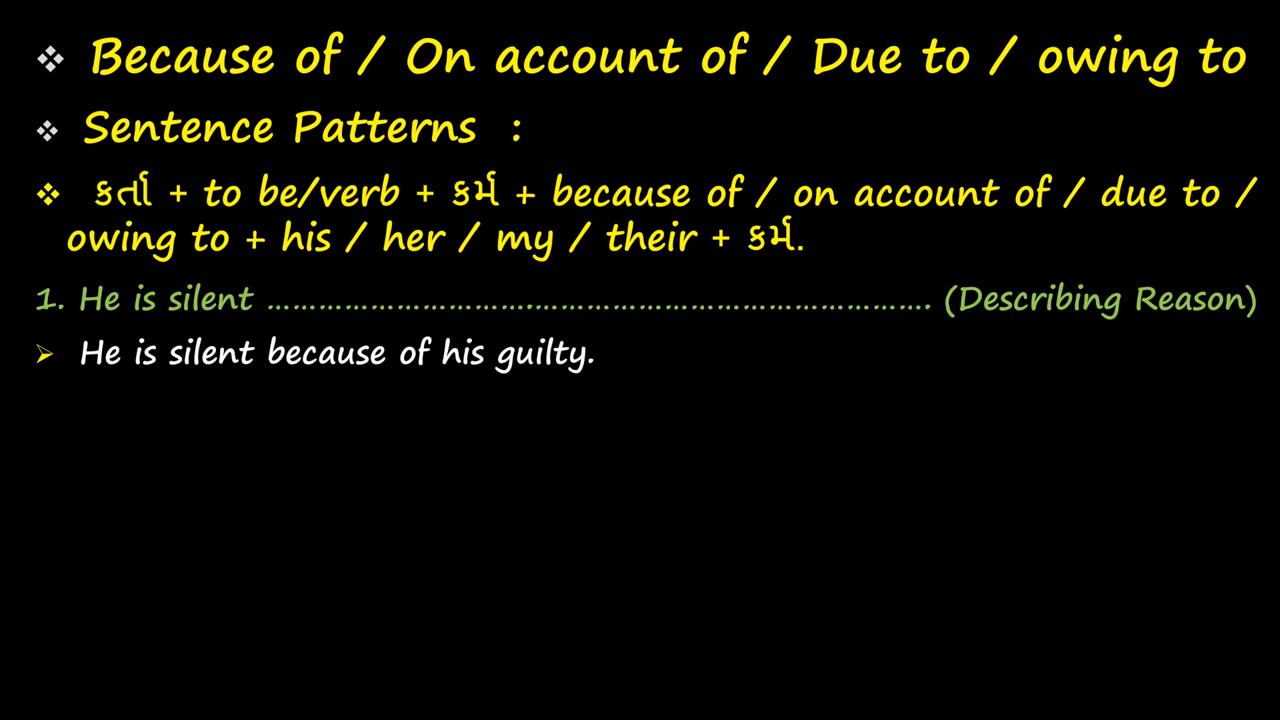 ❖ Because of / On account of / Due to / owing to
❖ Sentence Patterns :
❖ કર્તા + to be/verb + કર્મ + because of / on account of / due to /
owing to + his / her / my / their + કર્મ.
1. He is silent ………………………….………………………………………. (Describing Reason)
➢ He is silent because of his guilty.